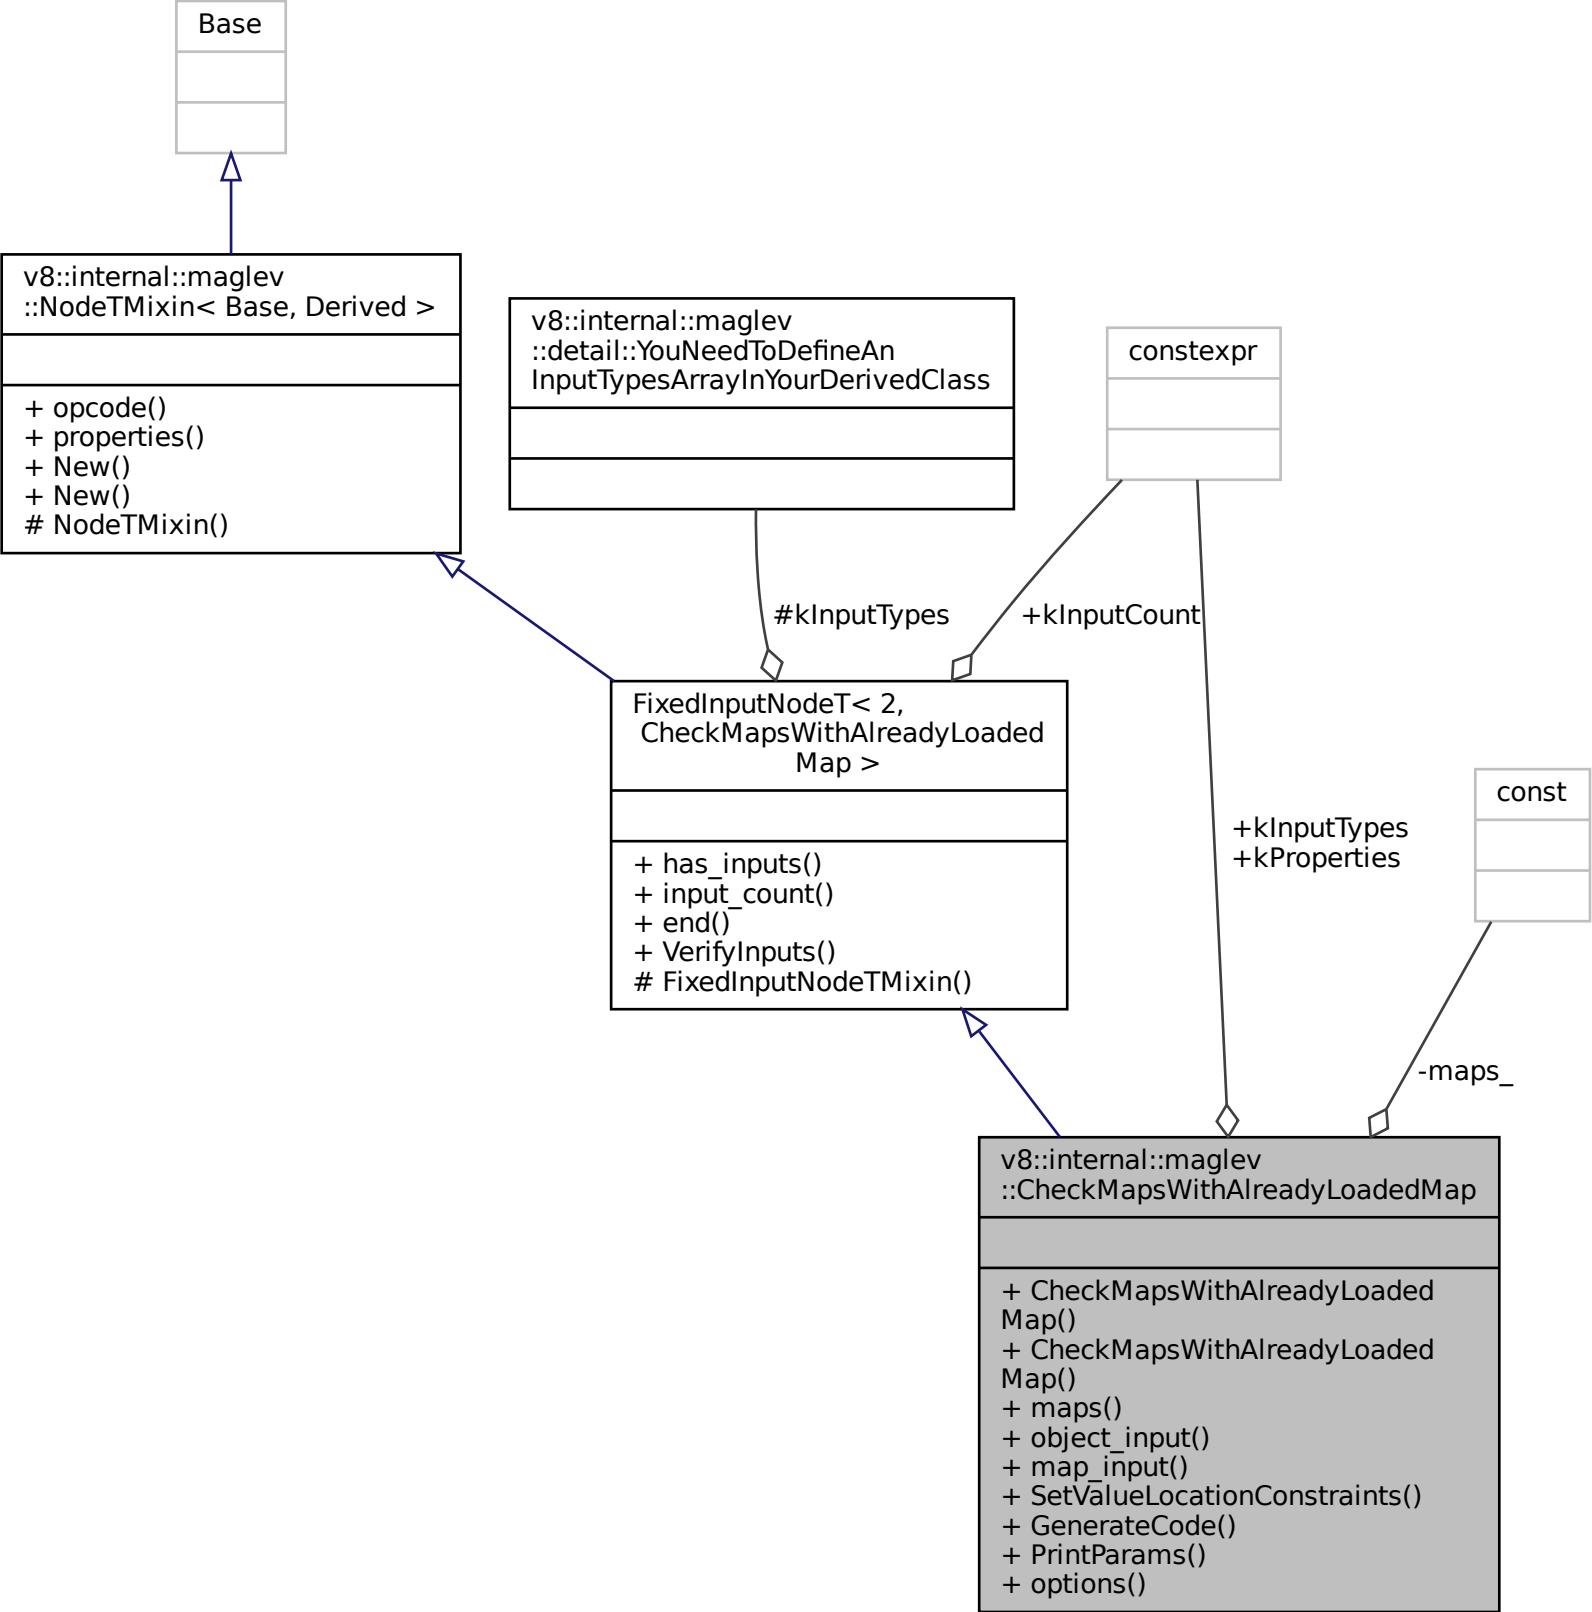 Base
v8::internal::maglev
::NodeTMixin< Base, Derived >
+ opcode()
+ properties()
+ New()
+ New()
# NodeTMixin()
v8::internal::maglev
::detail::YouNeedToDefineAn
InputTypesArrayInYourDerivedClass
constexpr
#kInputTypes
+kInputCount
FixedInputNodeT< 2,
CheckMapsWithAlreadyLoaded
Map >
+ has_inputs()
+ input_count()
+ end()
+ VerifyInputs()
# FixedInputNodeTMixin()
+kInputTypes
+kProperties
const
-maps_
v8::internal::maglev
::CheckMapsWithAlreadyLoadedMap
+ CheckMapsWithAlreadyLoaded
Map()
+ CheckMapsWithAlreadyLoaded
Map()
+ maps()
+ object_input()
+ map_input()
+ SetValueLocationConstraints()
+ GenerateCode()
+ PrintParams()
+ options()